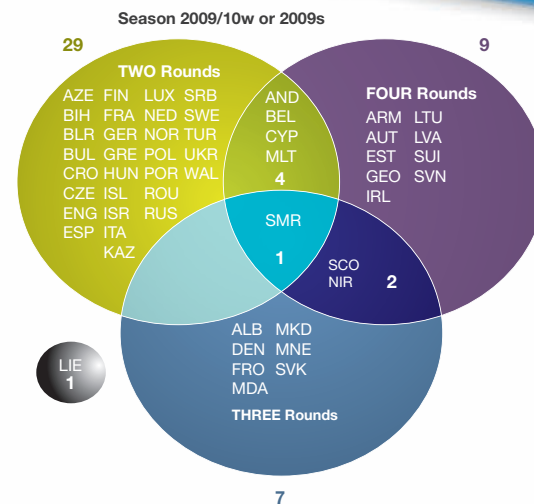 Season 2009/10w or 2009s
29
9
TWO Rounds
AZE FIN LUX SRB
BIH FRA NED SWE
BLR GER NOR TUR
BUL GRE POL UKR
CRO HUN POR WAL
CZE ISL ROU
ENG ISR RUS
ESP ITA
KAZ
AND
BEL
CYP
MLT
4
FOUR Rounds
ARM LTU
AUT LVA
EST SUI
GEO SVN
IRL
SMR
1
SCO
NIR 2
LIE
1
ALB MKD
DEN MNE
FRO SVK
MDA
THREE Rounds
7